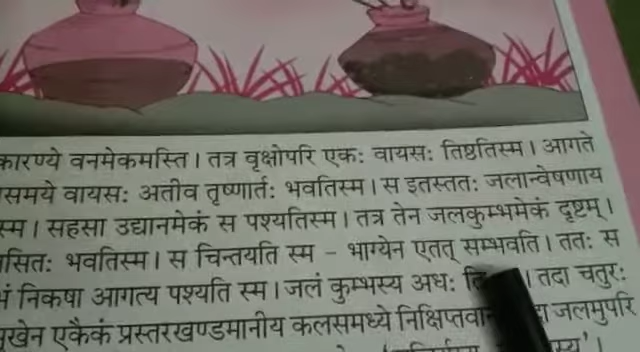 कारण्ये वनमेकमस्ति । तत्र वृक्षोपरि एकः वायसः तिष्ठतिस्म । आगते
समये वायसः अतीव तृष्णार्तः भवतिस्म । स इतस्ततः जलान्वेषणाय
स्म । सहसा उद्यानमेकं स पश्यतिस्म । तत्र तेन जलकुम्भमेकं दृष्टम् ।
सितः भवतिस्म । स चिन्तयति स्म – भाग्येन एतत् सम्भवति । ततः स
निकषा आगत्य पश्यति स्म । जलं कुम्भस्य अधः । तदा चतुरः
मुखेन एकैकं प्रस्तरखण्डमानीय कलसमध्ये जलमुपरि